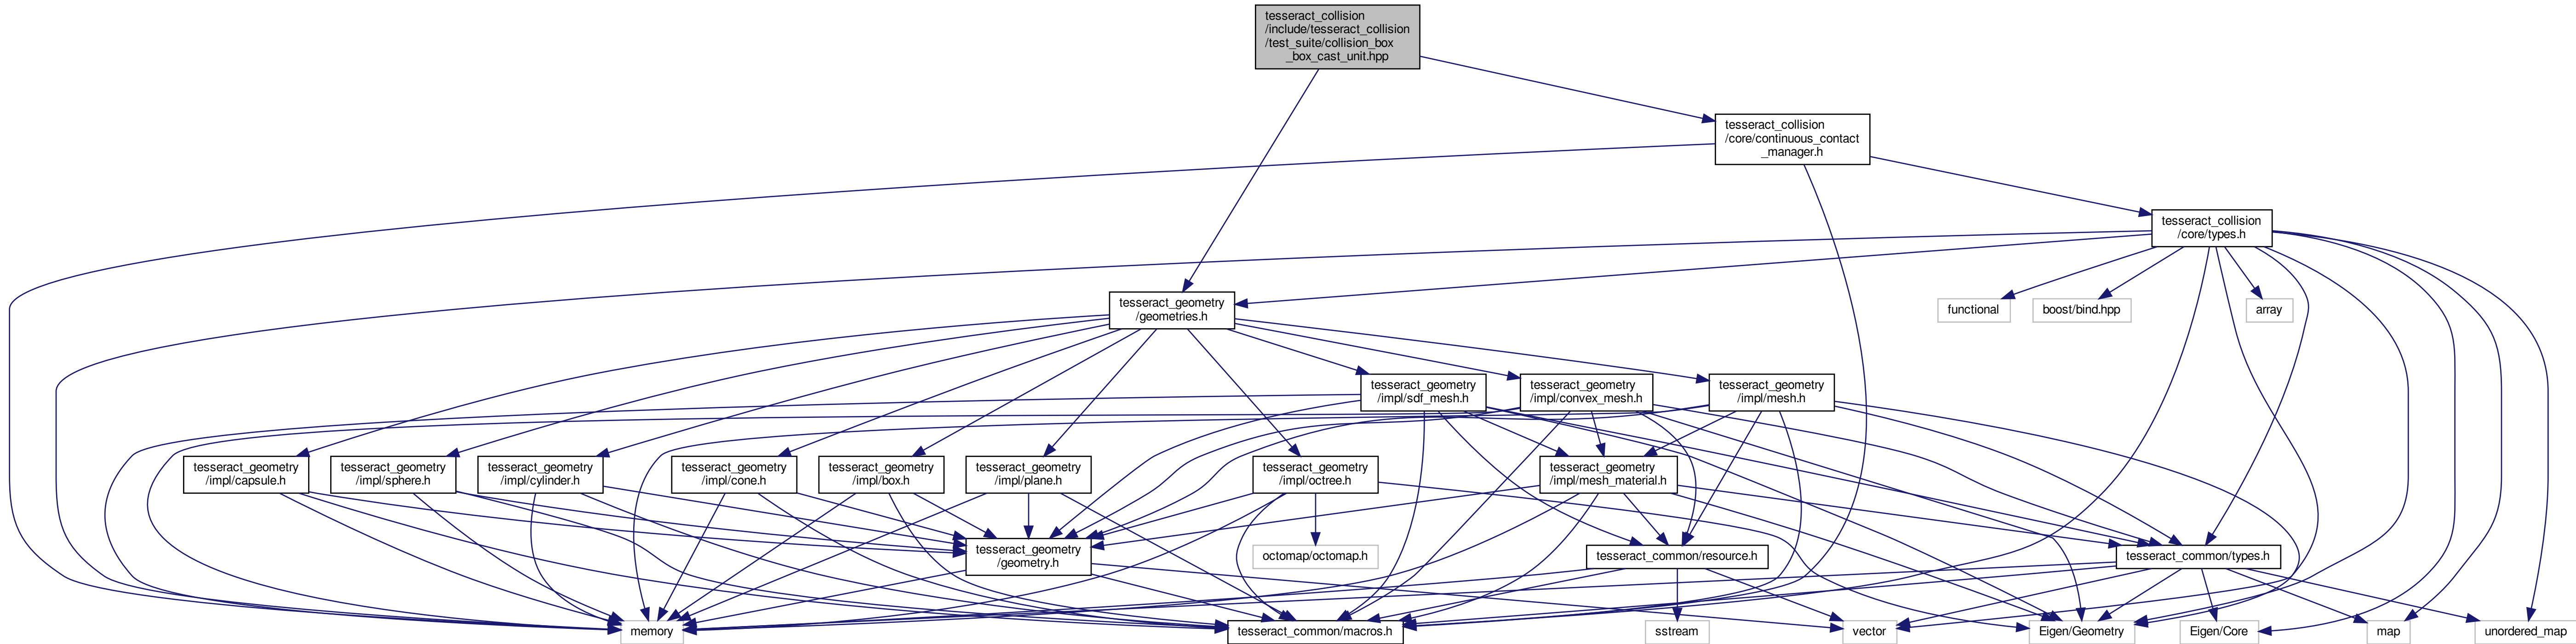 tesseract_collision
/include/tesseract_collision
/test_suite/collision_box
_box_cast_unit.hpp
tesseract_collision
/core/continuous_contact
_manager.h
tesseract_collision
/core/types.h
tesseract_geometry
/geometries.h
functional
boost/bind.hpp
array
tesseract_geometry
/impl/sdf_mesh.h
tesseract_geometry
/impl/convex_mesh.h
tesseract_geometry
/impl/mesh.h
tesseract_geometry
/impl/capsule.h
tesseract_geometry
/impl/sphere.h
tesseract_geometry
/impl/cylinder.h
tesseract_geometry
/impl/cone.h
tesseract_geometry
/impl/box.h
tesseract_geometry
/impl/plane.h
tesseract_geometry
/impl/octree.h
tesseract_geometry
/impl/mesh_material.h
tesseract_geometry
/geometry.h
octomap/octomap.h
tesseract_common/resource.h
tesseract_common/types.h
memory
tesseract_common/macros.h
sstream
vector
Eigen/Geometry
Eigen/Core
map
unordered_map